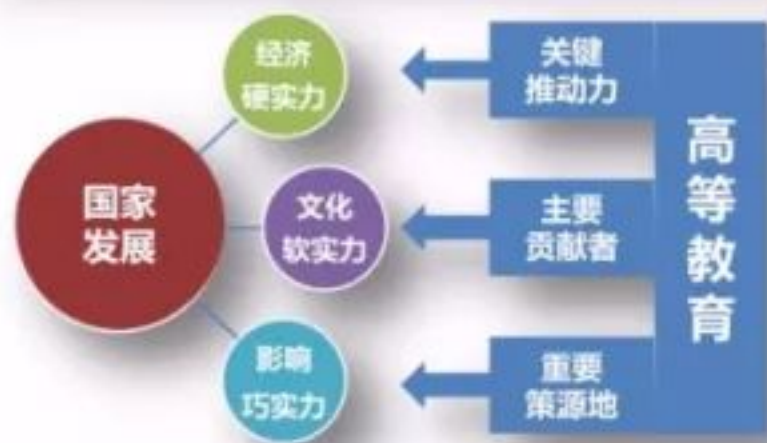 经济
硬实力
关键
推动力
国家
发展
文化
软实力
主要
贡献者
高等教育
影响
巧实力
重要
策源地